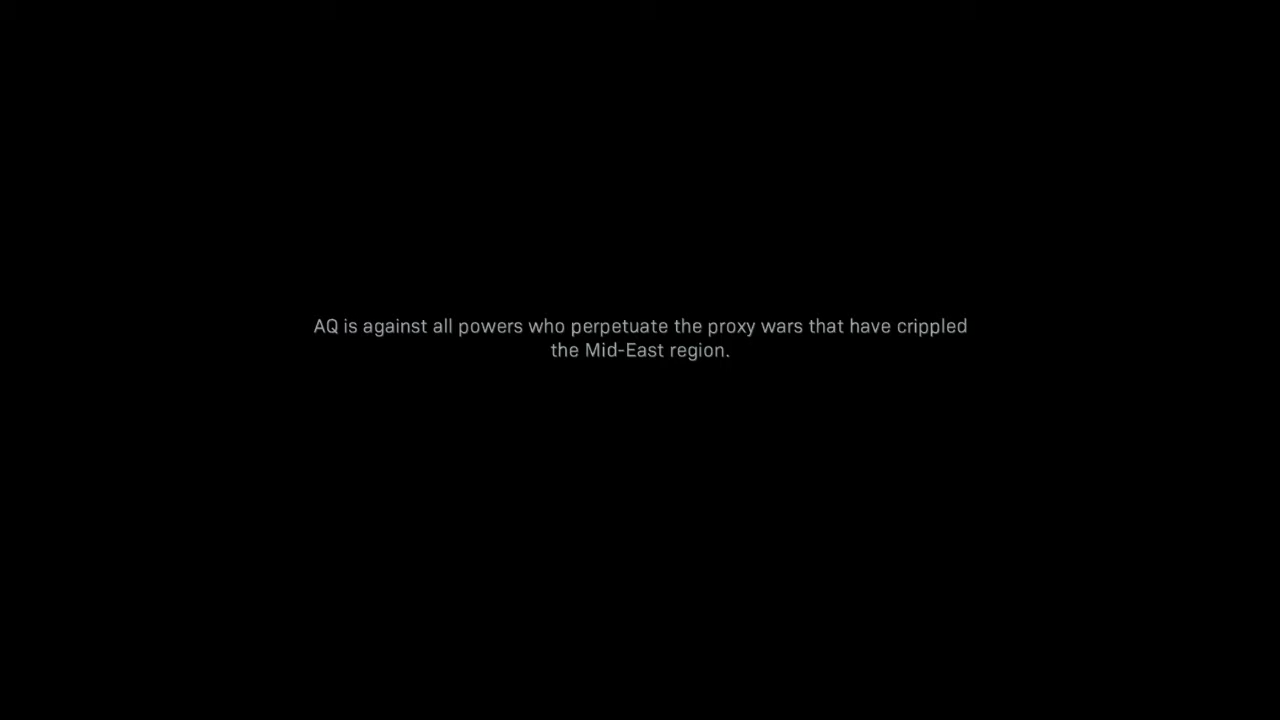 AQ is against all powers who perpetuate the proxy wars that have crippled
the Mid-East region.